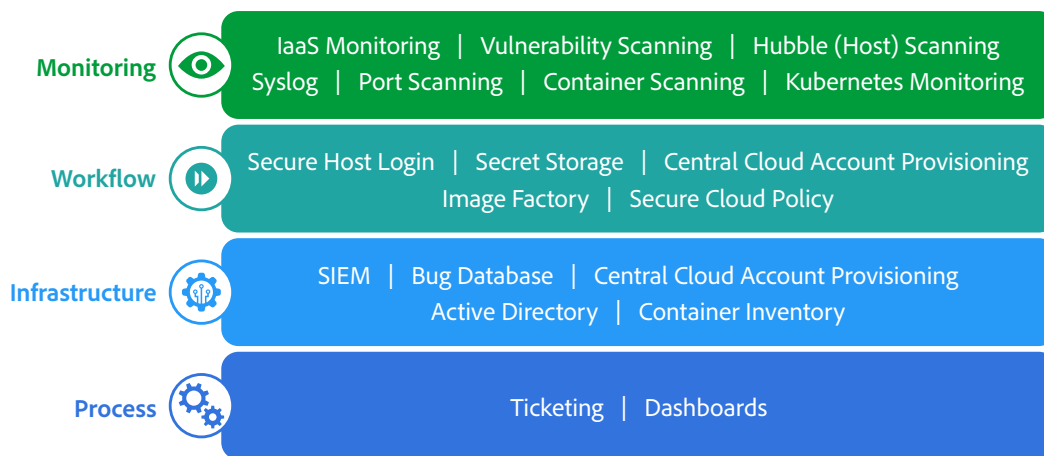 Monitoring
IaaS Monitoring | Vulnerability Scanning | Hubble (Host) Scanning
Syslog | Port Scanning | Container Scanning | Kubernetes Monitoring
Workflow
Secure Host Login | Secret Storage | Central Cloud Account Provisioning
Image Factory | Secure Cloud Policy
Infrastructure
SIEM | Bug Database | Central Cloud Account Provisioning
Active Directory | Container Inventory
Process
Ticketing | Dashboards